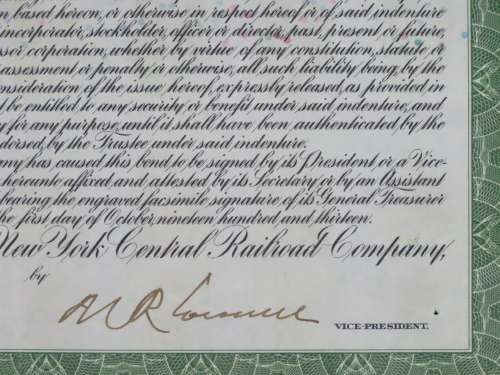 n based hereon, or otherwise in respect hereof or if said indenture
incorporator, stockholder, officer or director, past, present or future,
ssor corporation, whether by virtue of any constitution, statute or
assessment or penalty or otherwise, all such liability being, by the
onsideration of the issue hereof, expressly released, as provided in
t be entitled to any security or benefit under said indenture, and
y for any purpose, until it shall have been authenticated by the
dorsed, by the Trustee under said indenture.
any has caused this bond to be signed by its President or a Vice-
hereunto affixed and attested by its Secretary or by an Assistant
bearing the engraved facsimile signature of its General Treasurer
the first day of October, nineteen hundred and thirteen.
New York Central Railroad Company,
by
VICE-PRESIDENT.